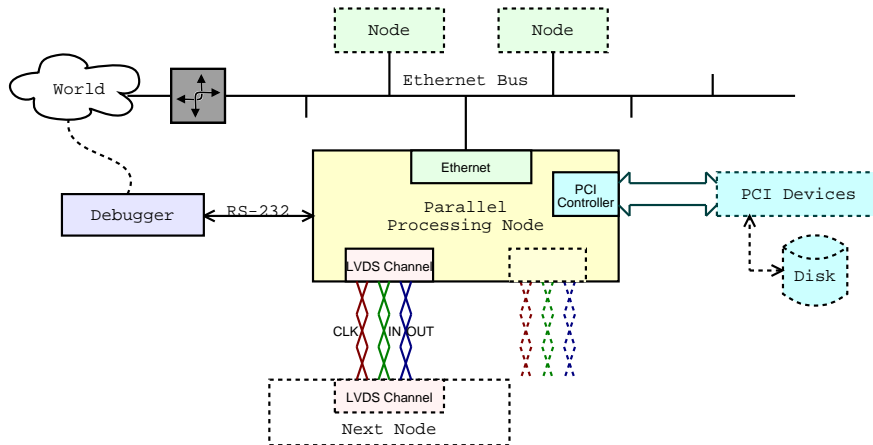 Node
Node
Ethernet Bus
World
Ethernet
PCI
Controller
PCI Devices
Debugger
RS-232
Parallel
Processing Node
LVDS Channel
Disk
CLK
IN
OUT
LVDS Channel
Next Node